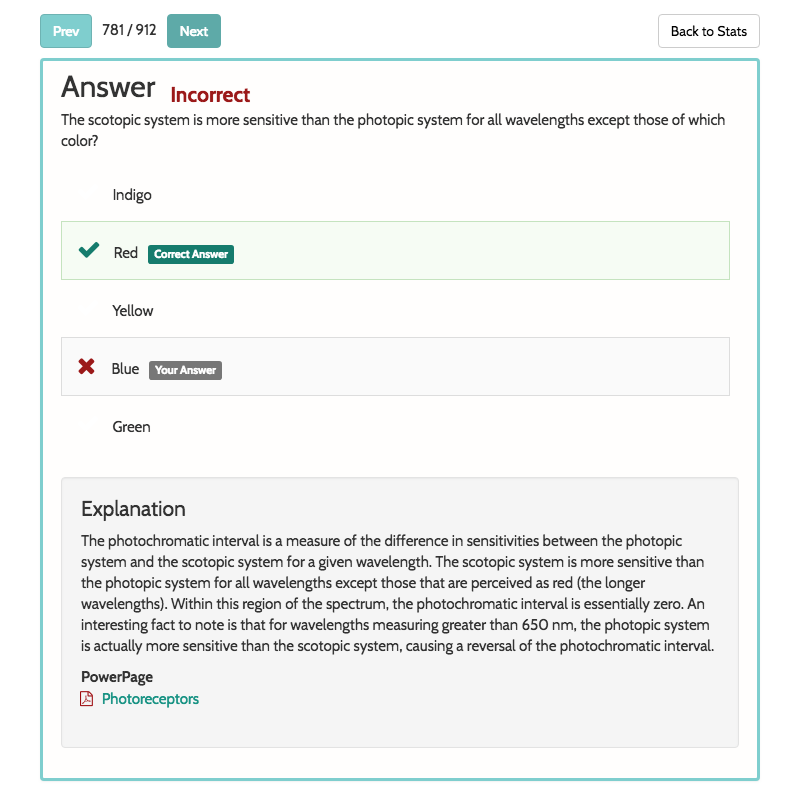 Prev 781 / 912 Next Back to Stats
Answer Incorrect
The scotopic system is more sensitive than the photopic system for all wavelengths except those of which
color?
Indigo
Red Correct Answer
Yellow
Blue Your Answer
Green
Explanation
The photochromatic interval is a measure of the difference in sensitivities between the photopic
system and the scotopic system for a given wavelength. The scotopic system is more sensitive than
the photopic system for all wavelengths except those that are perceived as red (the longer
wavelengths). Within this region of the spectrum, the photochromatic interval is essentially zero. An
interesting fact to note is that for wavelengths measuring greater than 650 nm, the photopic system
is actually more sensitive than the scotopic system, causing a reversal of the photochromatic interval.
PowerPage
Photoreceptors